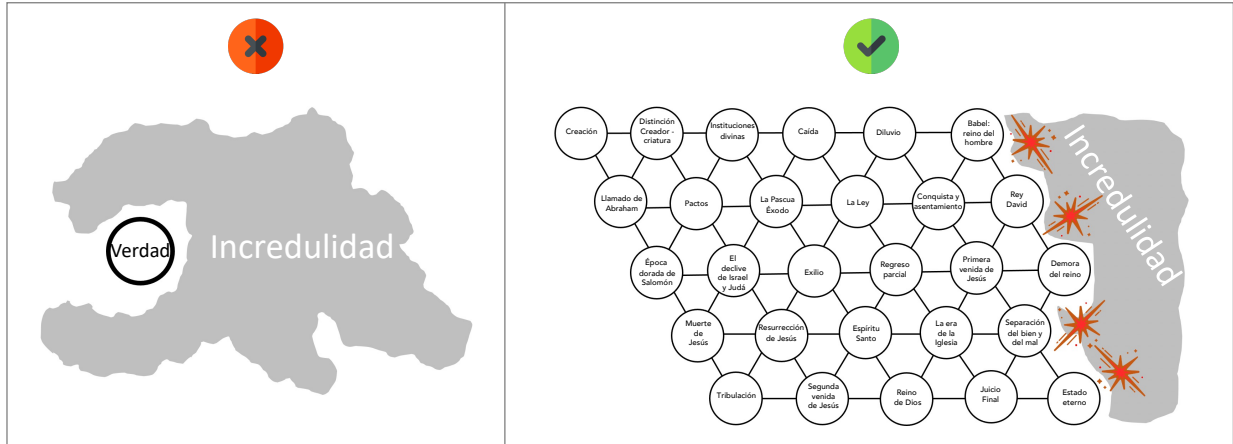 Verdad
Incredulidad
Creación
Distinción
Creador -
criatura
Instituciones
divinas
Caída
Diluvio
Babel:
reino del
hombre
Incredulidad
Llamado de
Abraham
Pactos
La Pascua
Éxodo
La Ley
Conquista y
asentamiento
Rey
David
Época
dorada de
Salomón
El
declive
de Israel
y Judá
Exilio
Regreso
parcial
Primera
venida de
Jesús
Demora
del reino
Muerte
de
Jesús
Resurrección
de Jesús
Espíritu
Santo
La era
de la
Iglesia
Separación
del bien y
del mal
Tribulación
Segunda
venida
de Jesús
Reino
de Dios
Juicio
Final
Estado
eterno